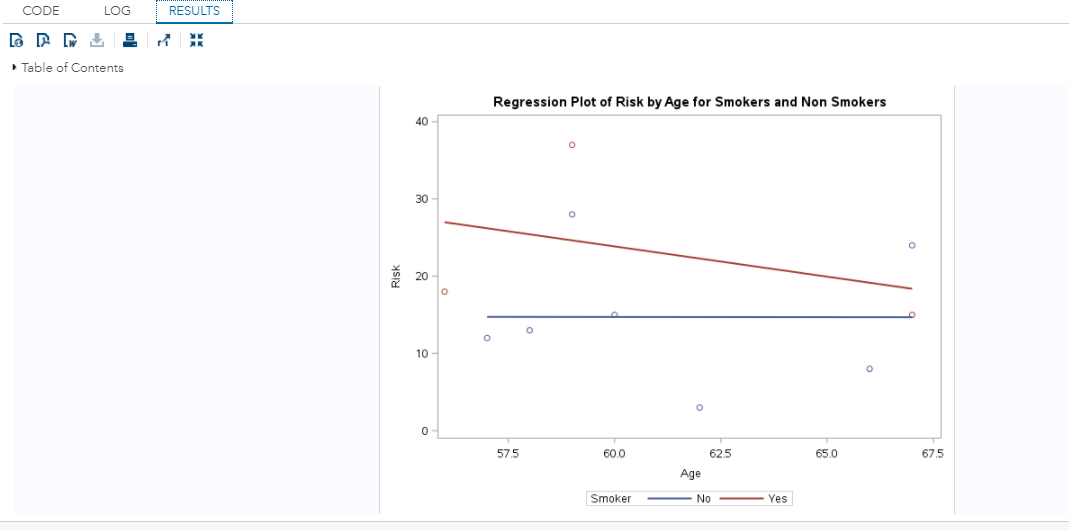 CODE LOG RESULTS
Table of Contents
Regression Plot of Risk by Age for Smokers and Non Smokers
40
30
20
10
0
Risk
57.5 60.0 62.5 65.0 67.5
Age
Smoker No Yes